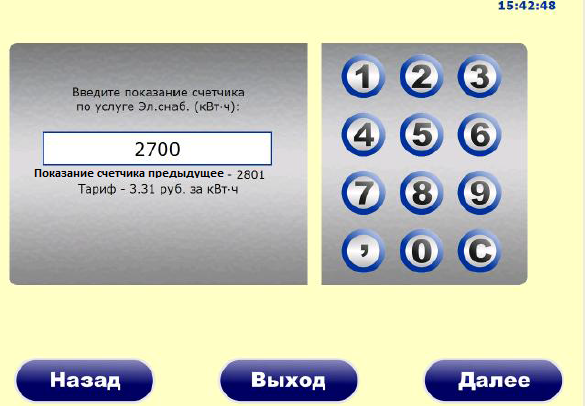 15:42:48
Введите показание счетчика
по услуге Эл.снаб. (кВт·ч):
2700
Показание счетчика предыдущее - 2801
Тариф - 3.31 руб. за кВт·ч
1 2 3
4 5 6
7 8 9
, 0 C
Назад Выход Далее